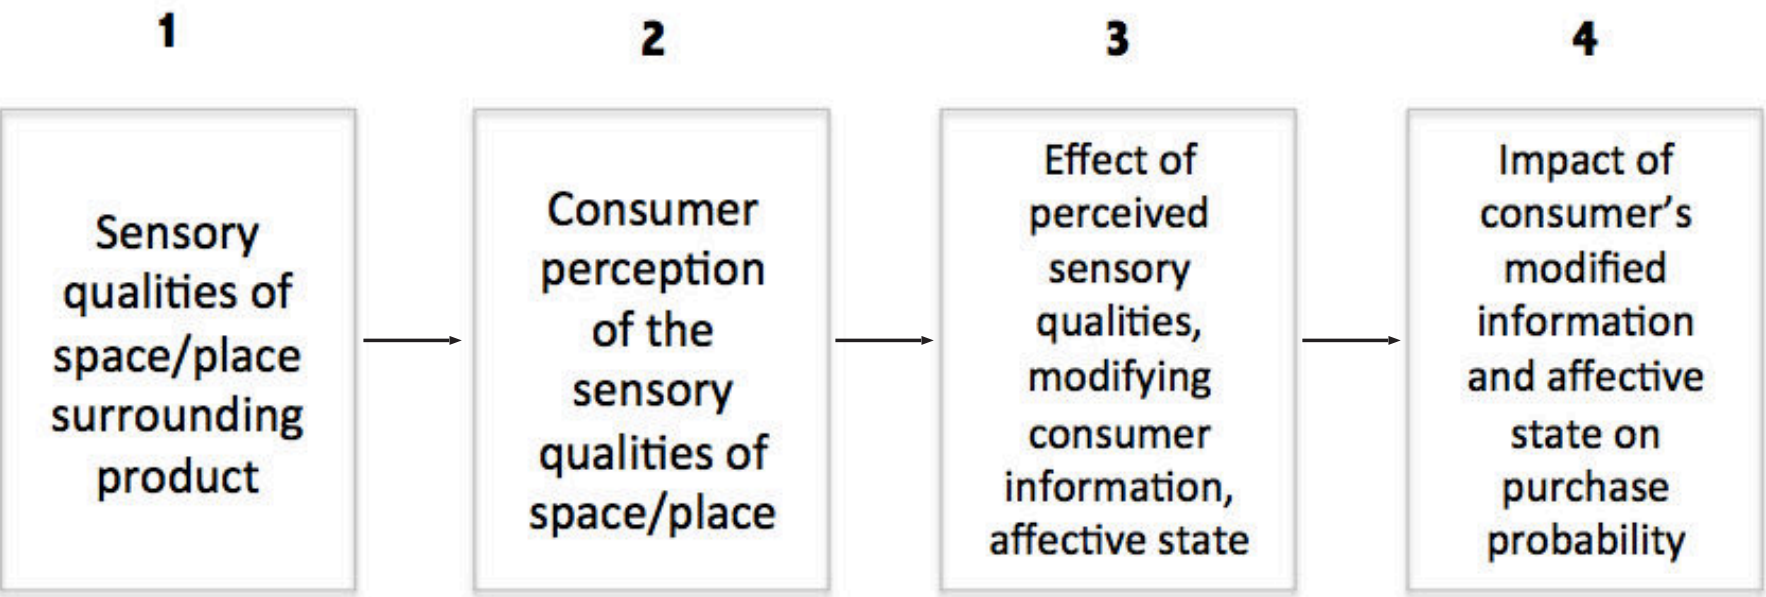 1
Sensory
qualities of
space/place
surrounding
product
2
Consumer
perception
of the
sensory
qualities of
space/place
3
Effect of
perceived
sensory
qualities,
modifying
consumer
information,
affective state
4
Impact of
consumer’s
modified
information
and affective
state on
purchase
probability